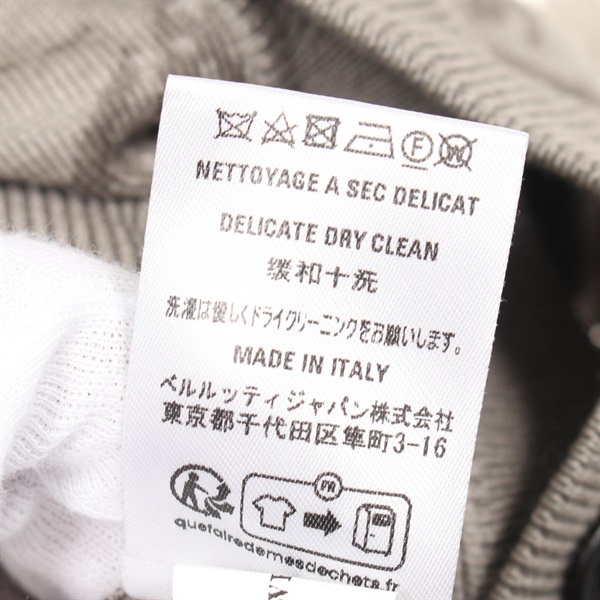 NETTOYAGE A SEC DELICAT
DELICATE DRY CLEAN
缓和十洗
洗濯は優しくドライクリーニングをお願いします。
MADE IN ITALY
ベルルッティジャパン株式会社
東京都千代田区隼町3-16
FR
quefairedemesdechets.fr